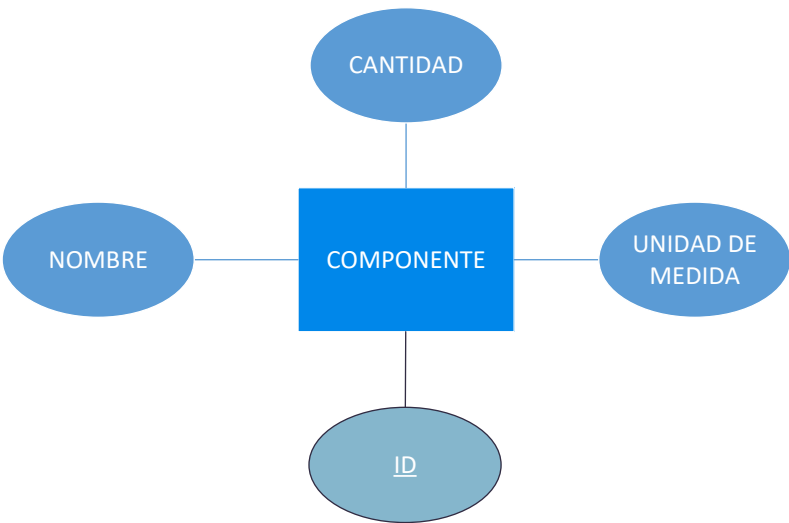 CANTIDAD
NOMBRE
COMPONENTE
UNIDAD DE
MEDIDA
ID